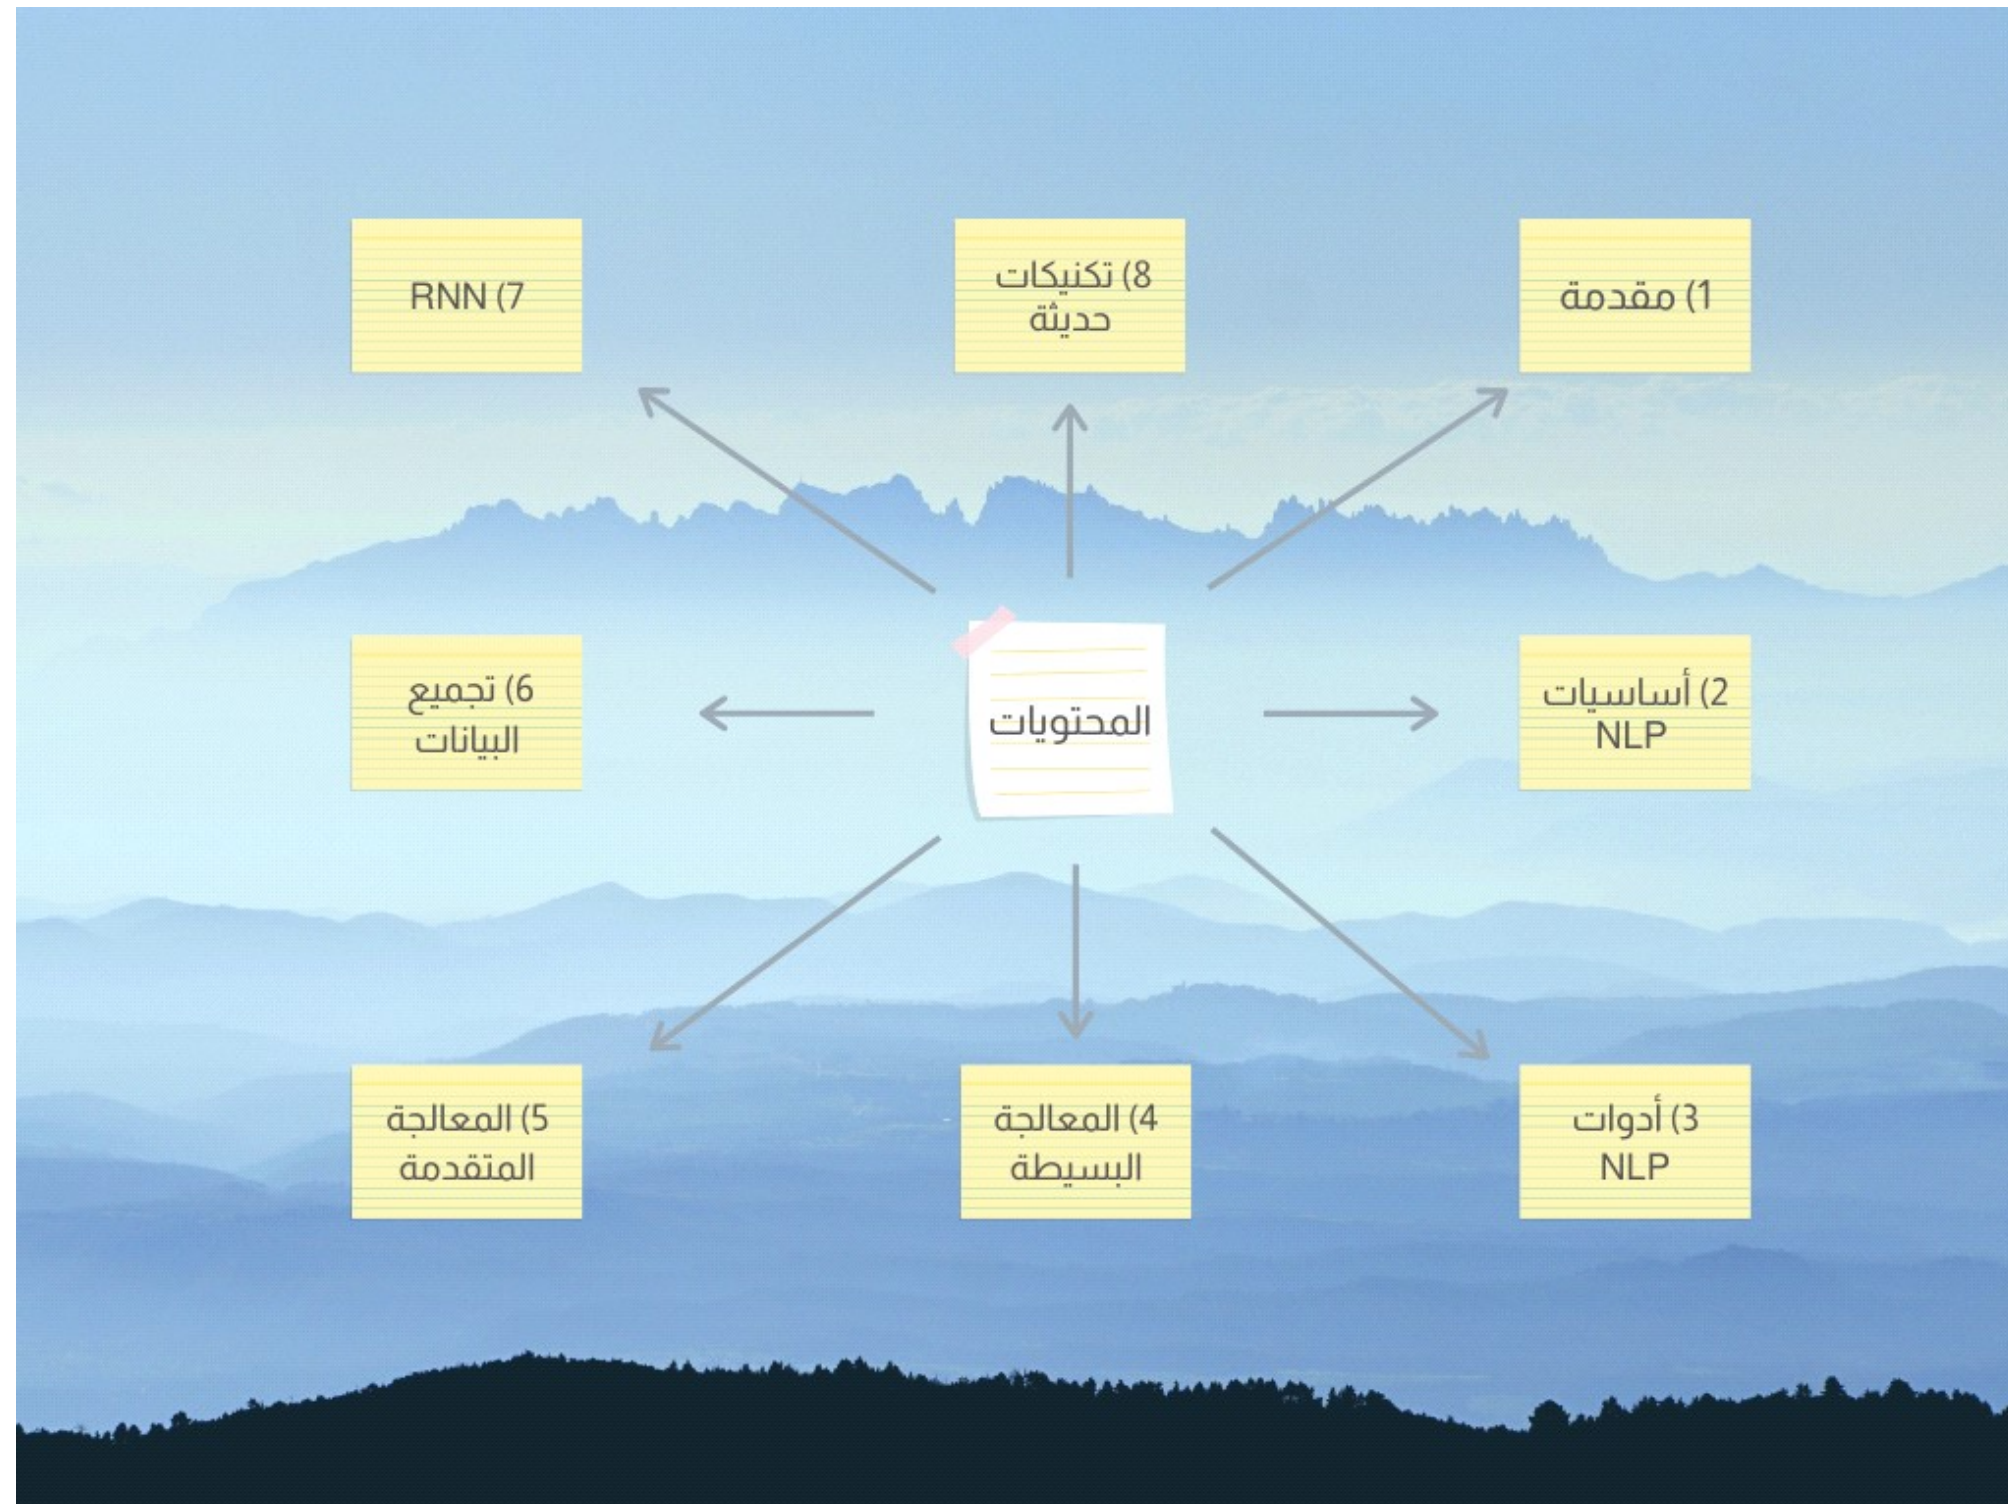 المحتويات
1) مقدمة
2) أساسيات
NLP
3) أدوات
NLP
4) المعالجة
البسيطة
5) المعالجة
المتقدمة
6) تجميع
البيانات
7) RNN
8) تكنيكات
حديثة